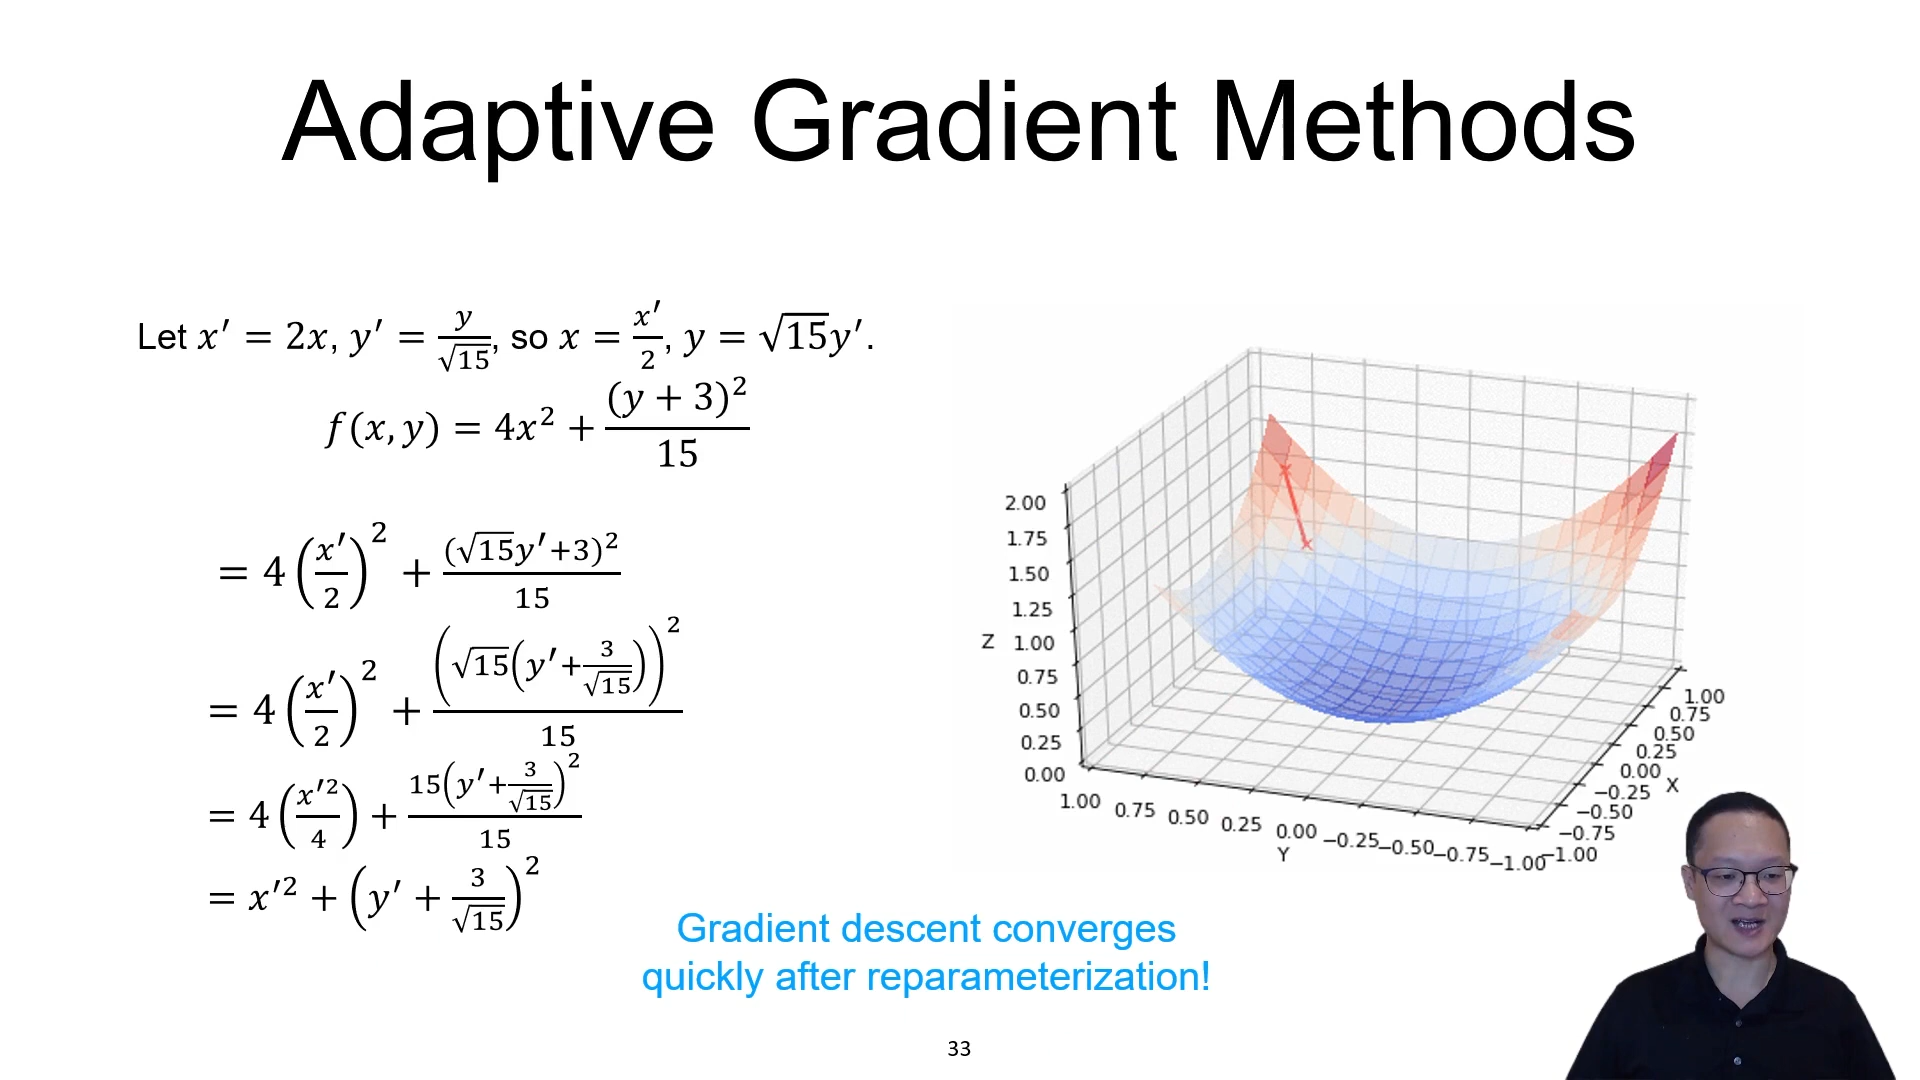 Adaptive Gradient Methods
Let x′ = 2x, y′ = y/√15, so x = x′/2, y = √15y′.
f(x, y) = 4x² + (y + 3)²/15
= 4(x′/2)² + (√15y′+3)²/15
= 4(x′/2)² + (√15(y′+3/√15))²/15
= 4(x′²/4) + 15(y′+3/√15)²/15
= x′² + (y′ + 3/√15)²
Gradient descent converges
quickly after reparameterization!
2.00
1.75
1.50
1.25
Z 1.00
0.75
0.50
0.25
0.00
1.00 0.75 0.50 0.25 0.00 −0.25 −0.50 −0.75 −1.00
Y
1.00
0.75
0.50
0.25
0.00 X
−0.25
−0.50
−0.75
−1.00
33